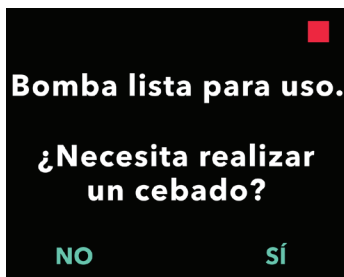 Bomba lista para uso.
¿Necesita realizar
un cebado?
NO SÍ